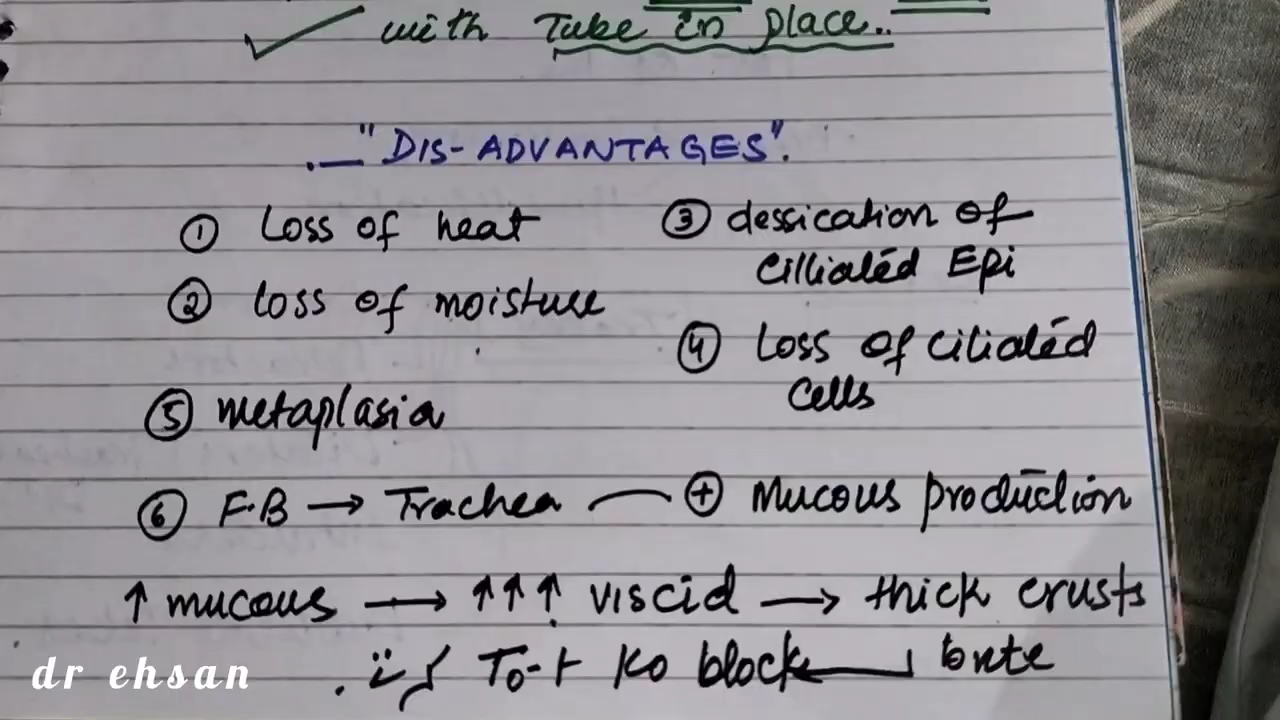 ✓ with Tube in place..
"DIS-ADVANTAGES".
① Loss of heat
② loss of moisture
③ dessication of
cilliated Epi
④ Loss of ciliated
cells
⑤ metaplasia
⑥ F.B → Trachea — ⊕ Mucous production
↑ mucous → ↑↑↑ viscid → thick crusts
To-t ko block ← bnte
dr ehsan